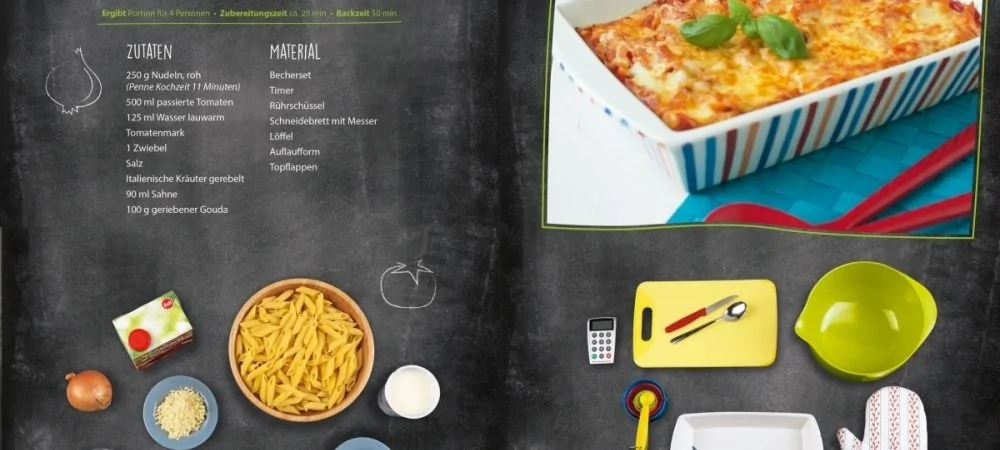 Ergibt Portion für 4 Personen • Zubereitungszeit ca. 20 min • Backzeit 50 min
ZUTATEN
250 g Nudeln, roh
(Penne Kochzeit 11 Minuten)
500 ml passierte Tomaten
125 ml Wasser lauwarm
Tomatenmark
1 Zwiebel
Salz
Italienische Kräuter gerebelt
90 ml Sahne
100 g geriebener Gouda
MATERIAL
Becherset
Timer
Rührschüssel
Schneidebrett mit Messer
Löffel
Auflaufform
Topflappen